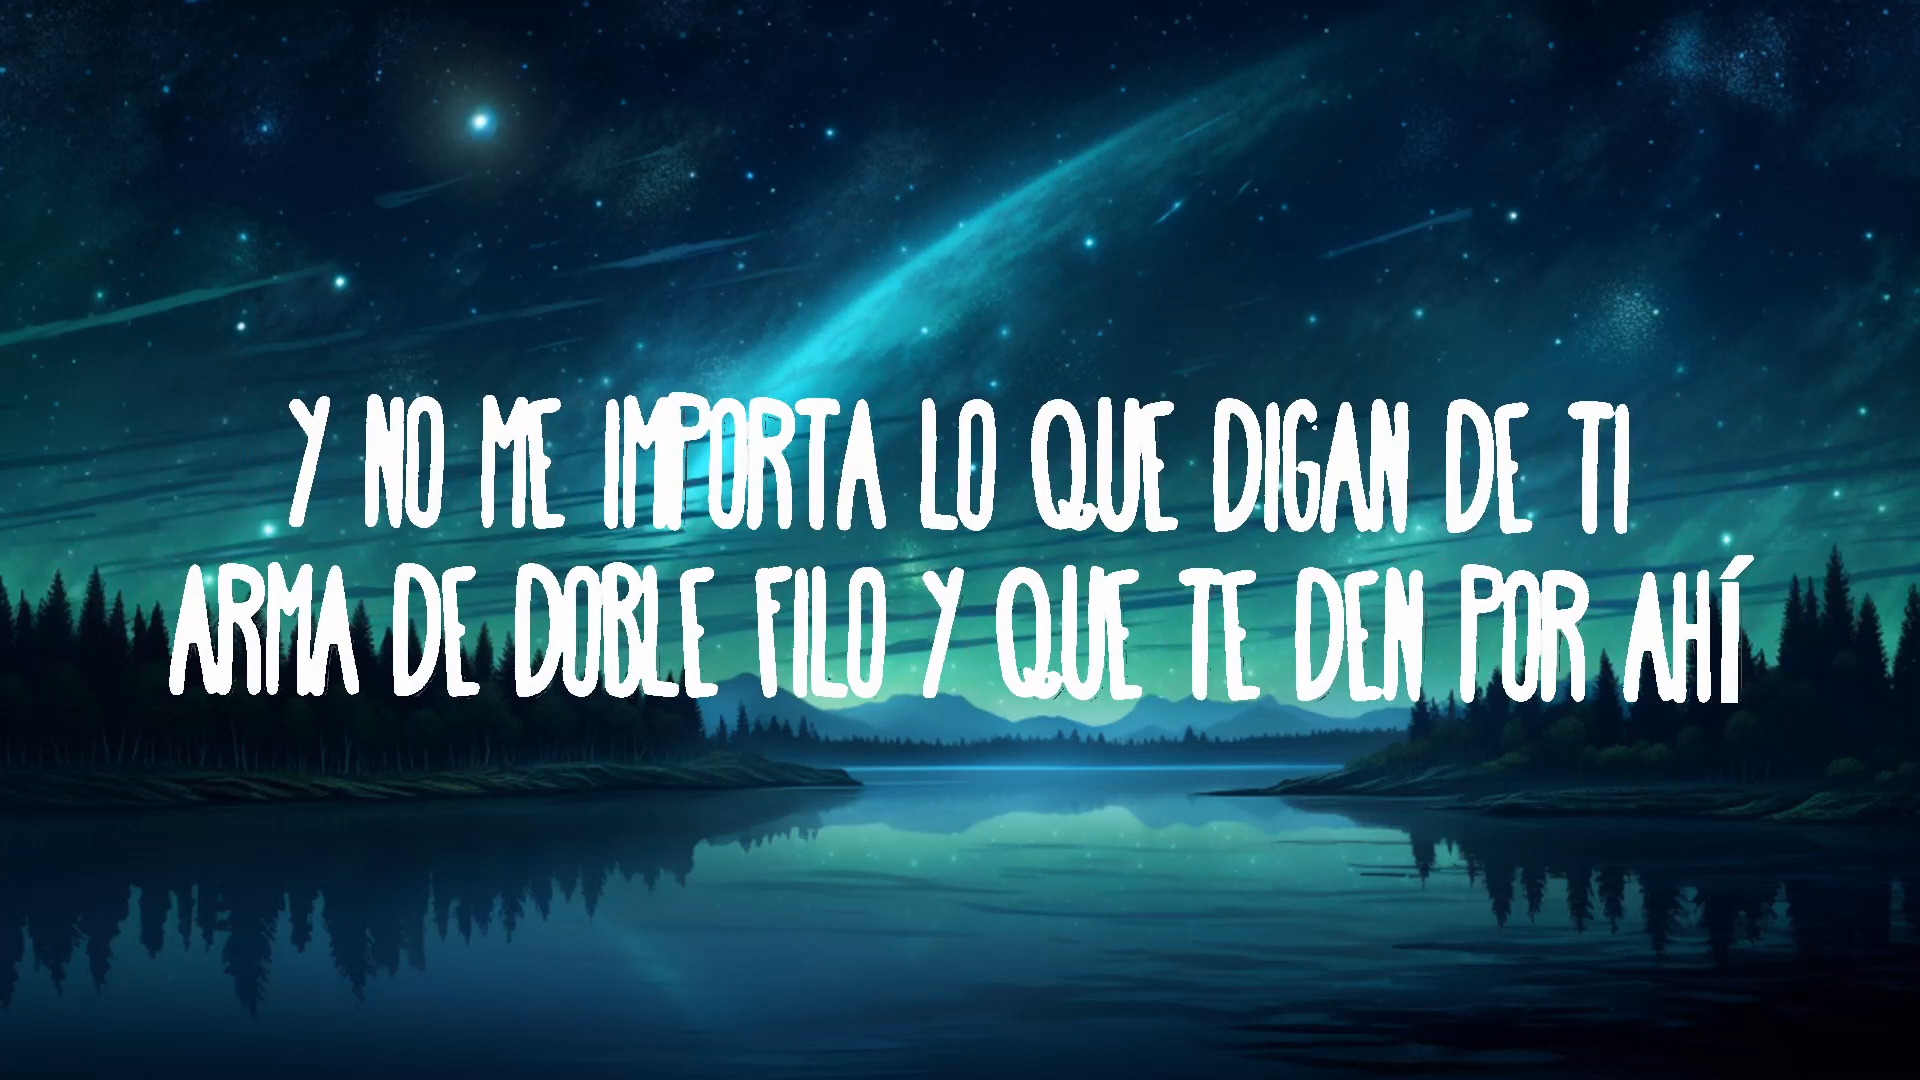 Y NO ME IMPORTA LO QUE DIGAN DE TI
ARMA DE DOBLE FILO Y QUE TE DEN POR AHÍ